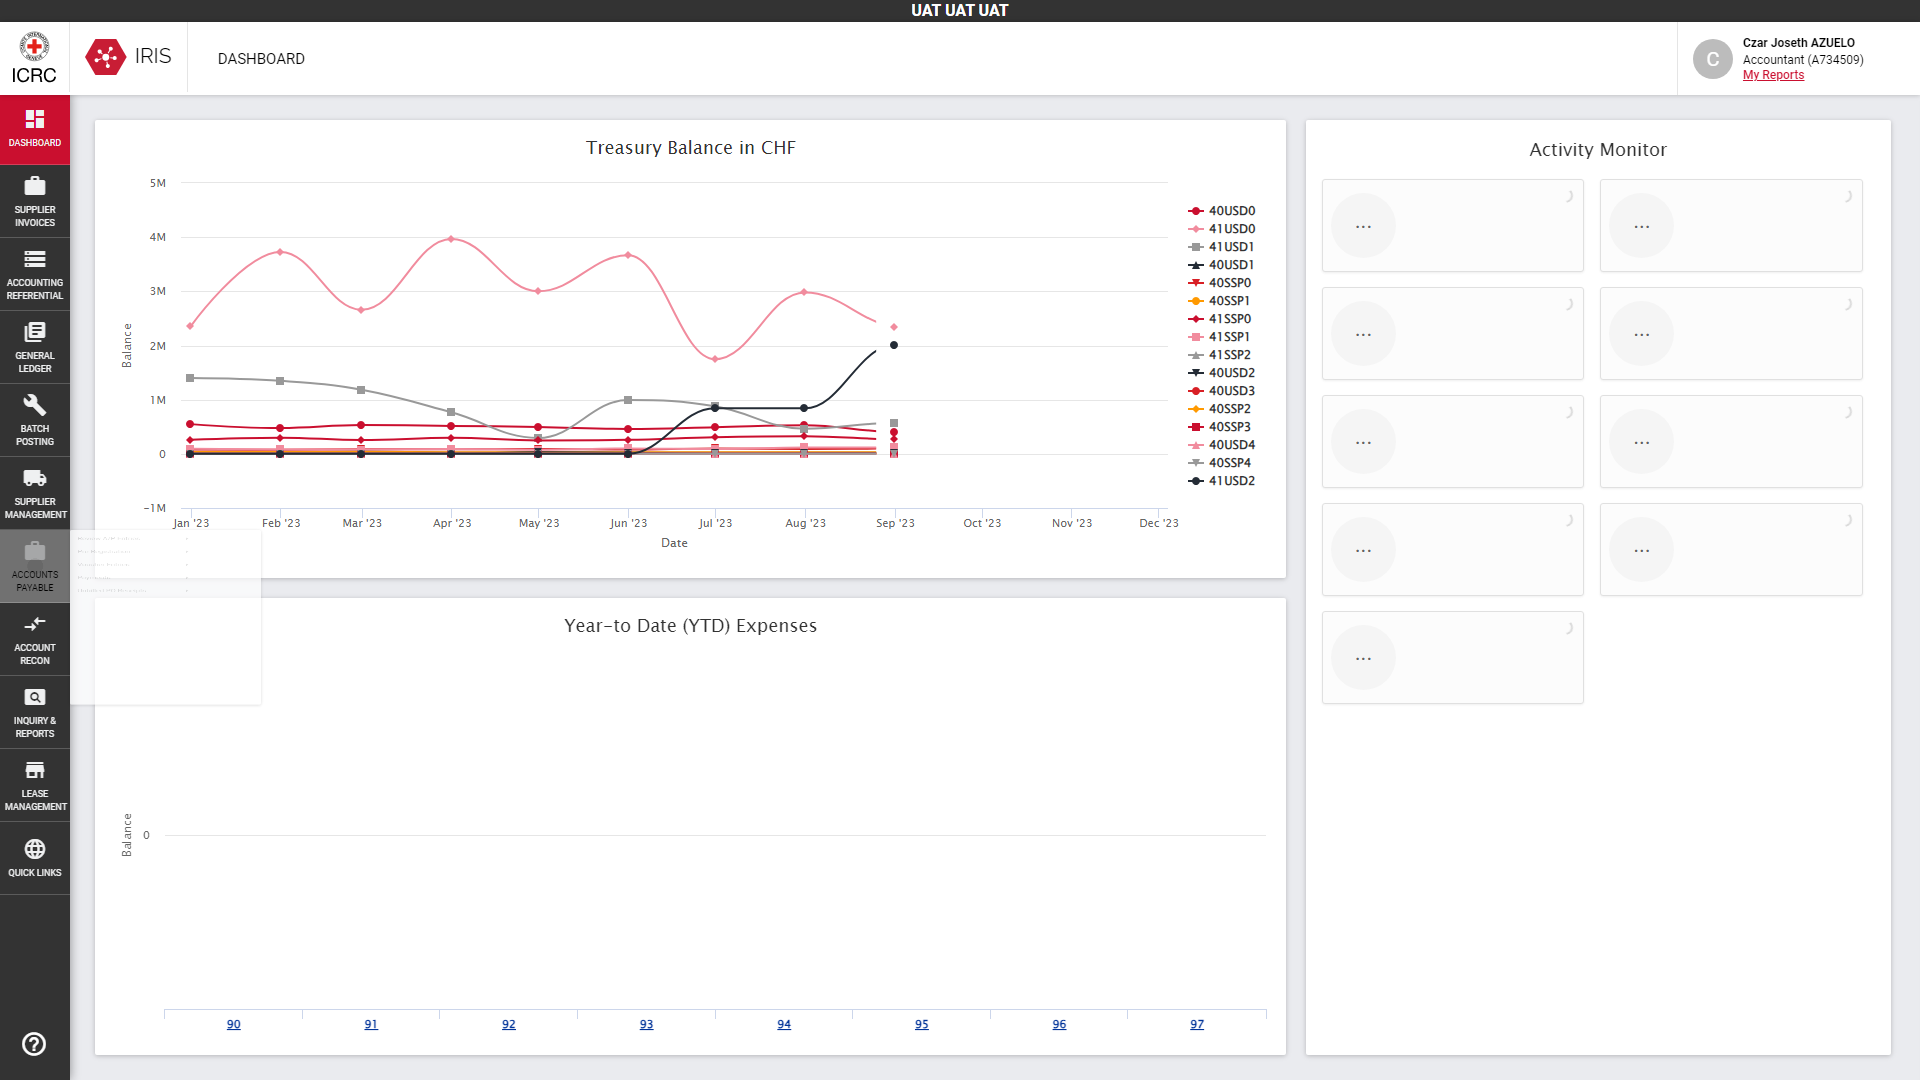 UAT UAT UAT
ICRC
IRIS
DASHBOARD
C
Czar Joseth AZUELO
Accountant (A734509)
My Reports
DASHBOARD
SUPPLIER
INVOICES
ACCOUNTING
REFERENTIAL
GENERAL
LEDGER
BATCH
POSTING
SUPPLIER
MANAGEMENT
ACCOUNTS
PAYABLE
ACCOUNT
RECON
INQUIRY &
REPORTS
LEASE
MANAGEMENT
QUICK LINKS
Treasury Balance in CHF
Balance
5M
4M
3M
2M
1M
0
-1M
Jan '23
Feb '23
Mar '23
Apr '23
May '23
Jun '23
Jul '23
Aug '23
Sep '23
Oct '23
Nov '23
Dec '23
Date
40USD0
41USD0
41USD1
40USD1
40SSP0
40SSP1
41SSP0
41SSP1
41SSP2
40USD2
40USD3
40SSP2
40SSP3
40USD4
40SSP4
41USD2
Year-to Date (YTD) Expenses
Balance
0
90
91
92
93
94
95
96
97
Activity Monitor
...
...
...
...
...
...
...
...
...